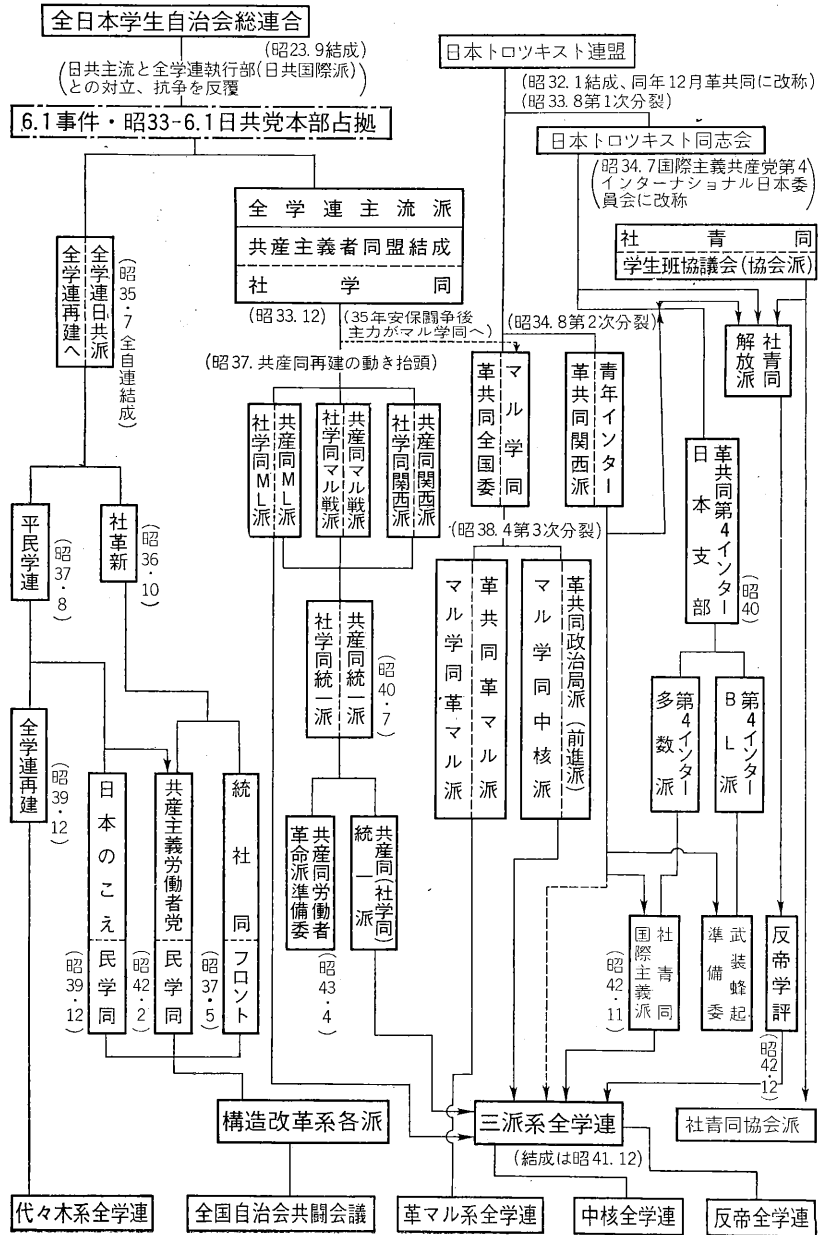 全日本学生自治会総連合
(昭23.9結成)
(日共主流と全学連執行部(日共国際派)
との対立、抗争を反覆)
6.1事件・昭33-6.1日共党本部占拠
日本トロツキスト連盟
(昭32.1結成、同年12月革共同に改称)
(昭33.8第1次分裂)
日本トロツキスト同志会
(昭34.7国際主義共産党第4
インターナショナル日本委
員会に改称)
全学連主流派
共産主義者同盟結成
社学同
(昭33.12)
(35年安保闘争後
主力がマル学同へ)
(昭34.8第2次分裂)
社青同
学生班協議会(協会派)
全学連日共派
全学連再建へ
(昭35・7全自連結成)
(昭37.共産同再建の動き抬頭)
共産同ML派
社学同ML派
共産同マル戦派
社学同マル戦派
共産同関西派
社学同関西派
マル学同
革共同全国委
青年インター
革共同関西派
社青同
解放派
革共同第4インター
日本支部
(昭40)
平民学連
(昭37・8)
社革新
(昭36・10)
(昭38.4第3次分裂)
共産同統一派
社学同統一派
(昭40・7)
革共同革マル派
マル学同革マル派
革共同政治局派(前進派)
マル学同中核派
第4インター
多数派
第4インター
BL派
全学連再建
(昭39・12)
日本のこえ
民学同
(昭39・12)
共産主義労働者党
民学同
(昭42・2)
統社同
フロント
(昭37・5)
共産同労働者
革命派準備委
(昭43・4)
共産同(社学同)
統一派
社青同
国際主義派
(昭42・11)
武装蜂起
準備委
反帝学評
(昭42・12)
構造改革系各派
三派系全学連
(結成は昭41.12)
社青同協会派
代々木系全学連
全国自治会共闘会議
革マル系全学連
中核全学連
反帝全学連